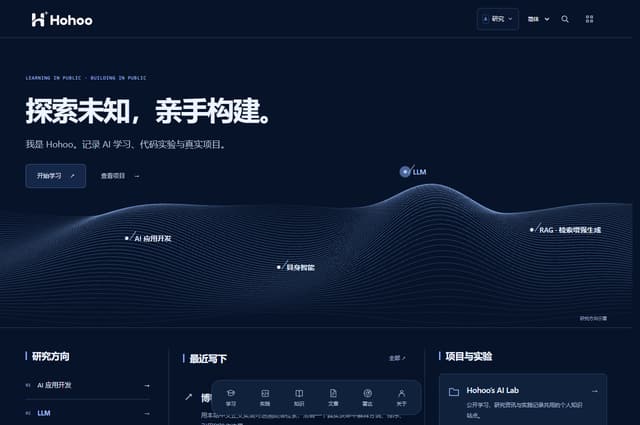 Hohoo
研究
简体
LEARNING IN PUBLIC · BUILDING IN PUBLIC
探索未知，亲手构建。
我是 Hohoo。记录 AI 学习、代码实验与真实项目。
开始学习 ↗
查看项目 →
LLM
AI 应用开发
RAG · 检索增强生成
具身智能
研究方向
最近写下
全部 ↗
项目与实验
01 AI 应用开发 →
02 LLM →
博
学习
实践
知识
文章
雷达
关于
Hohoo's AI Lab →
公开学习、研究资讯与实践记录共用的个人知识
站点。